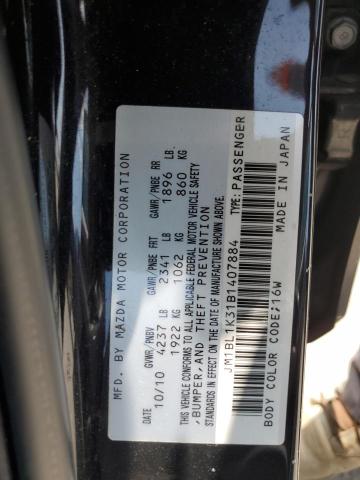 MFD. BY MAZDA MOTOR CORPORATION
DATE GVWR/PNBV GAWR/PNBE FRT GAWR/PNBE RR
10/10 4237 LB 2341 LB 1896 LB
1922 KG 1062 KG 860 KG
THIS VEHICLE CONFORMS TO ALL APPLICABLE FEDERAL MOTOR VEHICLE SAFETY
,BUMPER,AND THEFT PREVENTION
STANDARDS IN EFFECT ON THE DATE OF MANUFACTURE SHOWN ABOVE.
JM1BL1K31B1407884 TYPE:PASSENGER
BODY COLOR CODE;16W MADE IN JAPAN